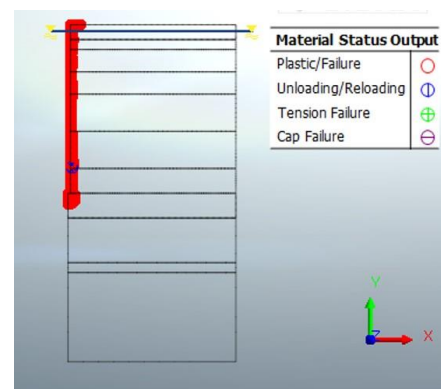 Material Status Output
Plastic/Failure
Unloading/Reloading
Tension Failure
Cap Failure
Y
Z
X